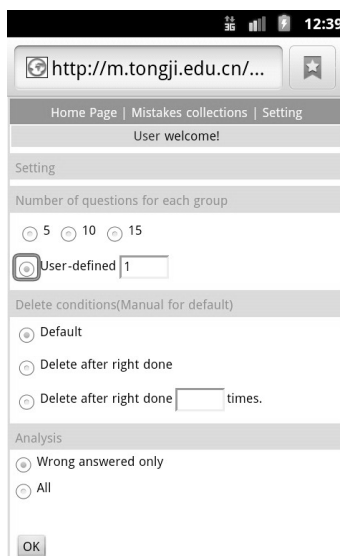 3G 12:39
http://m.tongji.edu.cn/...
Home Page | Mistakes collections | Setting
User welcome!
Setting
Number of questions for each group
5 10 15
User-defined 1
Delete conditions(Manual for default)
Default
Delete after right done
Delete after right done times.
Analysis
Wrong answered only
All
OK